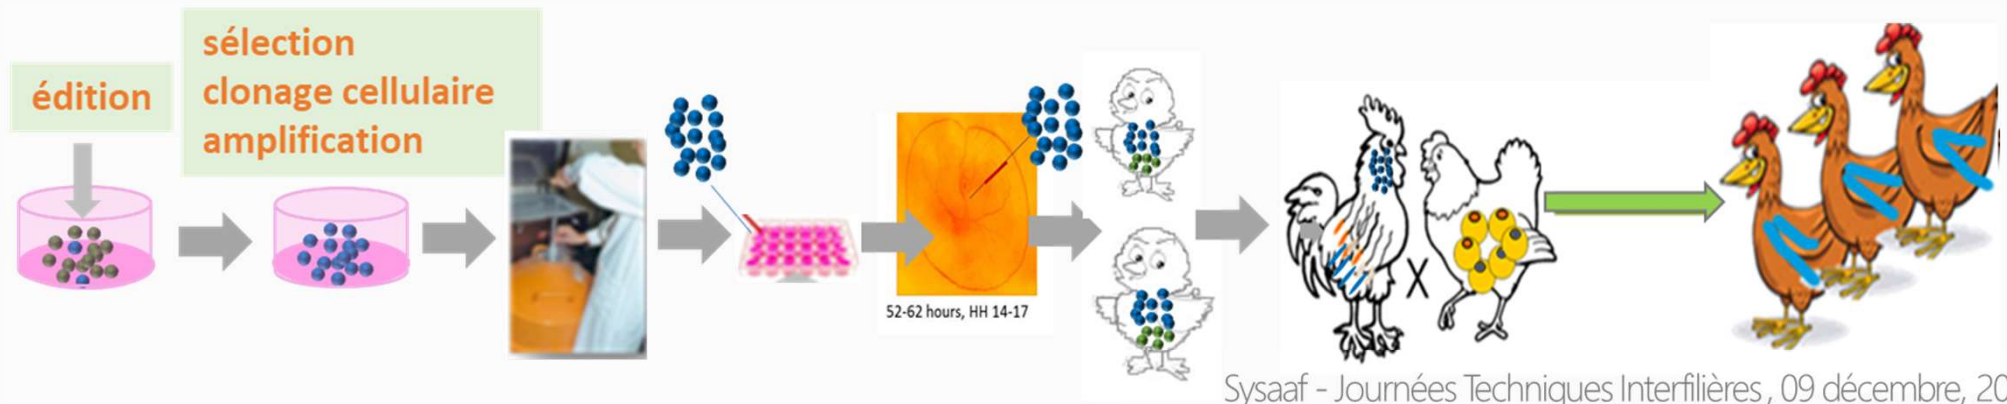 édition
sélection
clonage cellulaire
amplification
52-62 hours, HH 14-17
X
Sysaaf - Journées Techniques Interfilières, 09 décembre, 20